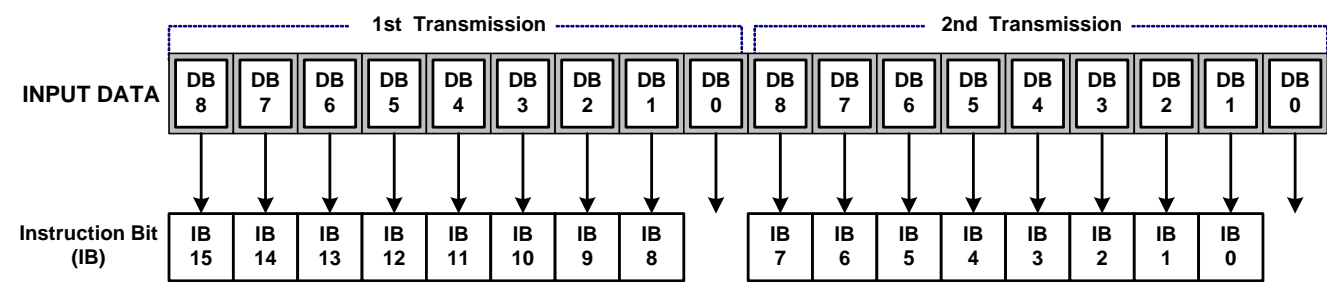 1st Transmission 2nd Transmission
INPUT DATA DB 8 DB 7 DB 6 DB 5 DB 4 DB 3 DB 2 DB 1 DB 0 DB 8 DB 7 DB 6 DB 5 DB 4 DB 3 DB 2 DB 1 DB 0
Instruction Bit (IB) IB 15 IB 14 IB 13 IB 12 IB 11 IB 10 IB 9 IB 8 IB 7 IB 6 IB 5 IB 4 IB 3 IB 2 IB 1 IB 0